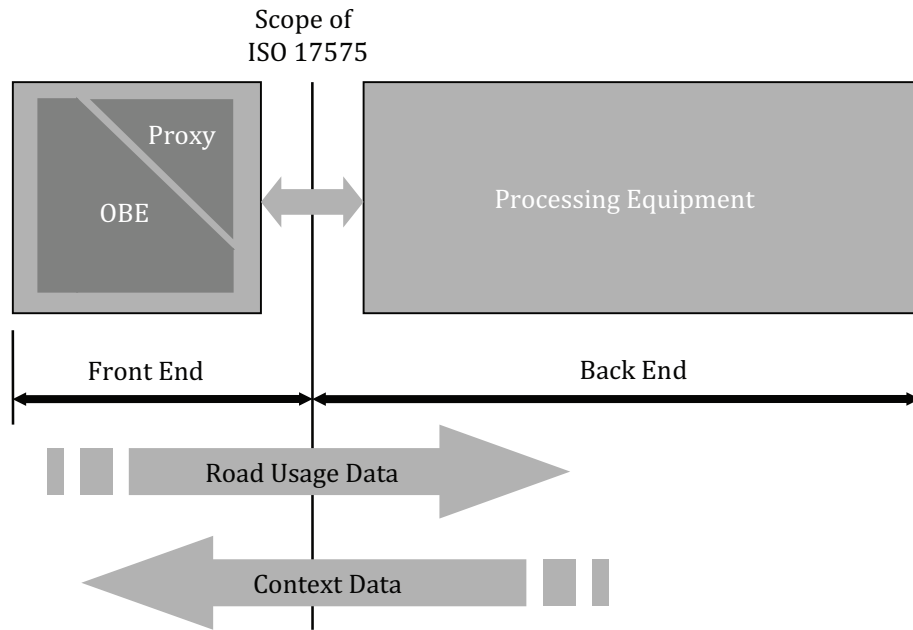 Scope of
ISO 17575
Proxy
OBE
Processing Equipment
Front End
Back End
Road Usage Data
Context Data